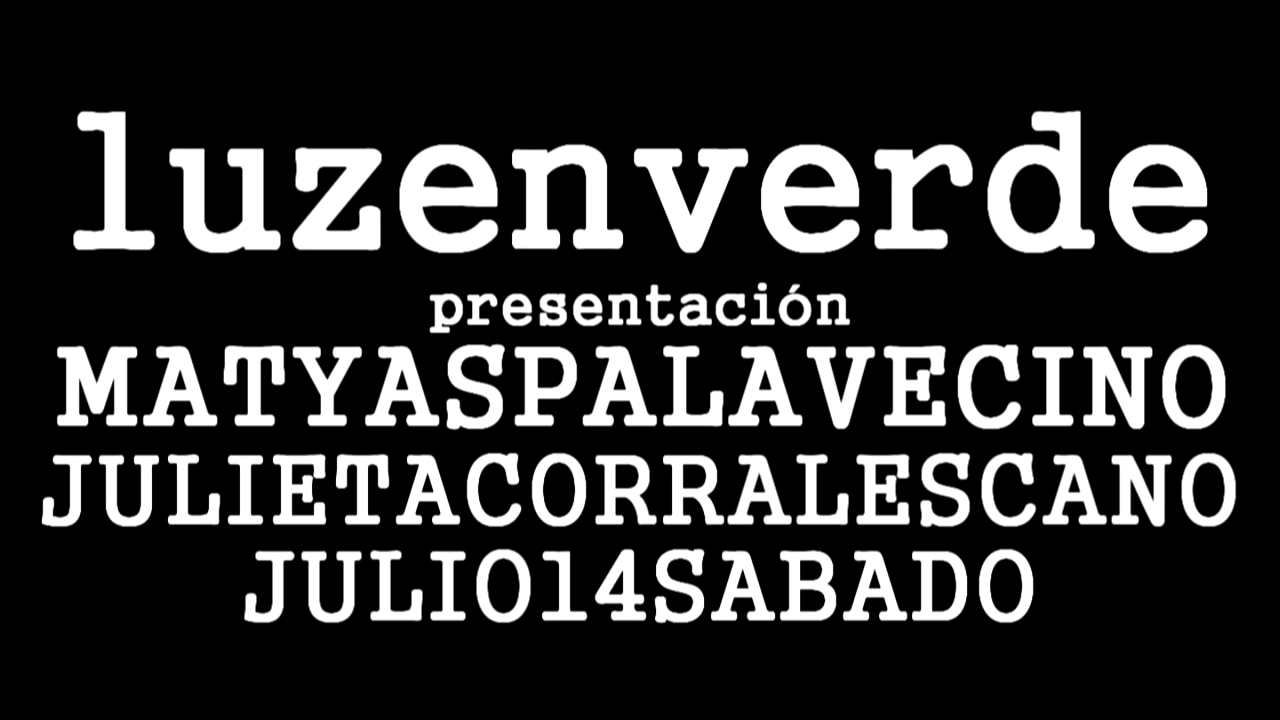 luzenverde
presentación
MATYASPALAVECINO
JULIETACORRALESCANO
JULIO14SABADO